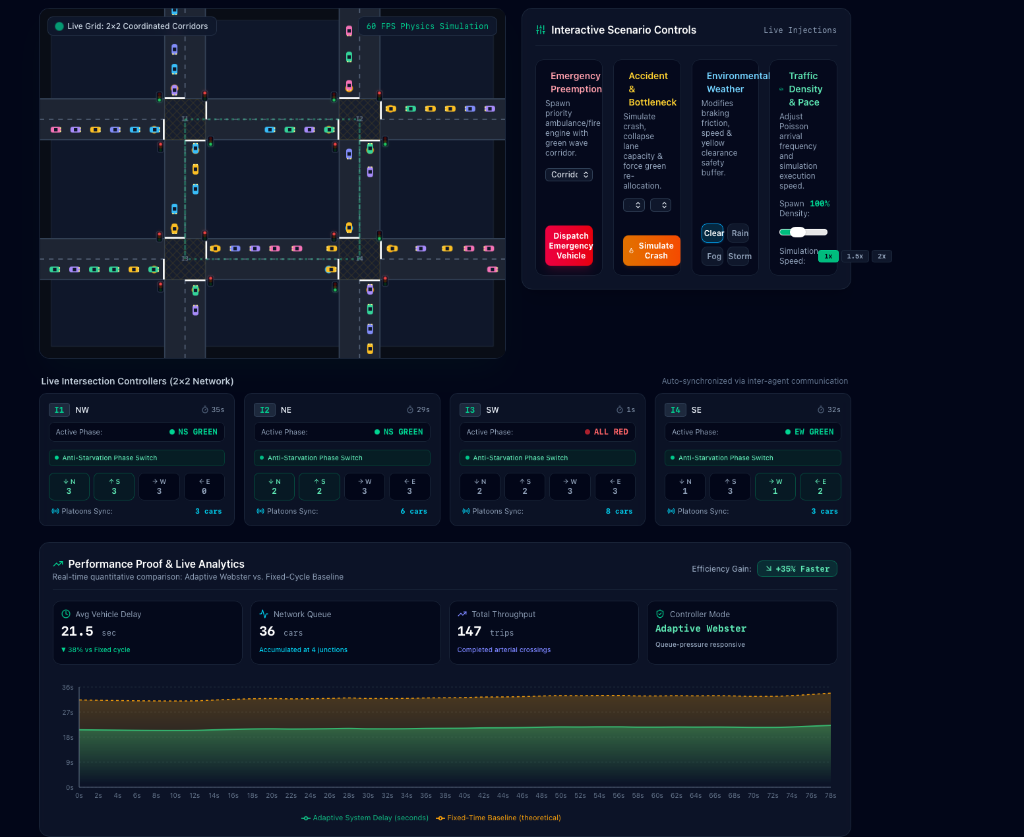 Live Grid: 2×2 Coordinated Corridors
60 FPS Physics Simulation
Interactive Scenario Controls
Live Injections
Emergency
Preemption
Spawn
priority
ambulance/fire
engine with
green wave
corridor.
Corridc
Dispatch
Emergency
Vehicle
Accident
&
Bottleneck
Simulate
crash,
collapse
lane
capacity &
force green
re-
allocation.
Simulate
Crash
Environmental
Weather
Modifies
braking
friction,
speed &
yellow
clearance
safety
buffer.
Clear Rain
Fog Storm
Traffic
Density
& Pace
Adjust
Poisson
arrival
frequency
and
simulation
execution
speed.
Spawn 100%
Density:
Simulation
Speed:
1x 1.5x 2x
Live Intersection Controllers (2×2 Network)
Auto-synchronized via inter-agent communication
I1 NW 35s
Active Phase: NS GREEN
Anti-Starvation Phase Switch
↓ N ↑ S → W ← E
3 3 3 0
Platoons Sync: 3 cars
I2 NE 29s
Active Phase: NS GREEN
Anti-Starvation Phase Switch
↓ N ↑ S → W ← E
2 2 3 3
Platoons Sync: 6 cars
I3 SW 1s
Active Phase: ALL RED
Anti-Starvation Phase Switch
↓ N ↑ S → W ← E
2 2 3 3
Platoons Sync: 8 cars
I4 SE 32s
Active Phase: EW GREEN
Anti-Starvation Phase Switch
↓ N ↑ S → W ← E
1 3 1 2
Platoons Sync: 3 cars
Performance Proof & Live Analytics
Real-time quantitative comparison: Adaptive Webster vs. Fixed-Cycle Baseline
Efficiency Gain: +35% Faster
Avg Vehicle Delay
21.5 sec
▼ 38% vs Fixed cycle
Network Queue
36 cars
Accumulated at 4 junctions
Total Throughput
147 trips
Completed arterial crossings
Controller Mode
Adaptive Webster
Queue-pressure responsive
36s
27s
18s
9s
0s
0s 2s 4s 6s 8s 10s 12s 14s 16s 18s 20s 22s 24s 26s 28s 30s 32s 34s 36s 38s 40s 42s 44s 46s 48s 50s 52s 54s 56s 58s 60s 62s 64s 66s 68s 70s 72s 74s 76s 78s
Adaptive System Delay (seconds) Fixed-Time Baseline (theoretical)